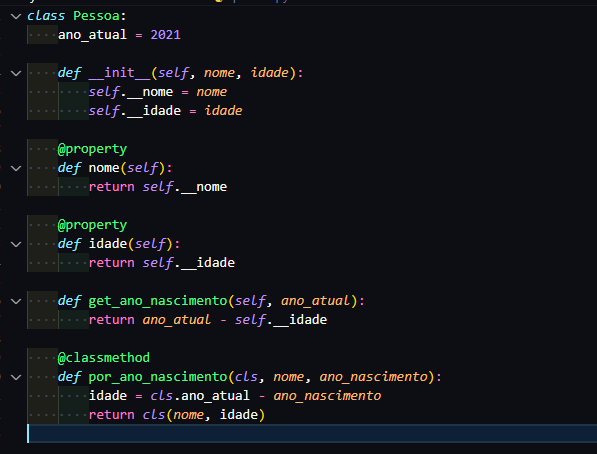 class Pessoa:
    ano_atual = 2021
    def __init__(self, nome, idade):
        self.__nome = nome
        self.__idade = idade
    @property
    def nome(self):
        return self.__nome
    @property
    def idade(self):
        return self.__idade
    def get_ano_nascimento(self, ano_atual):
        return ano_atual - self.__idade
    @classmethod
    def por_ano_nascimento(cls, nome, ano_nascimento):
        idade = cls.ano_atual - ano_nascimento
        return cls(nome, idade)